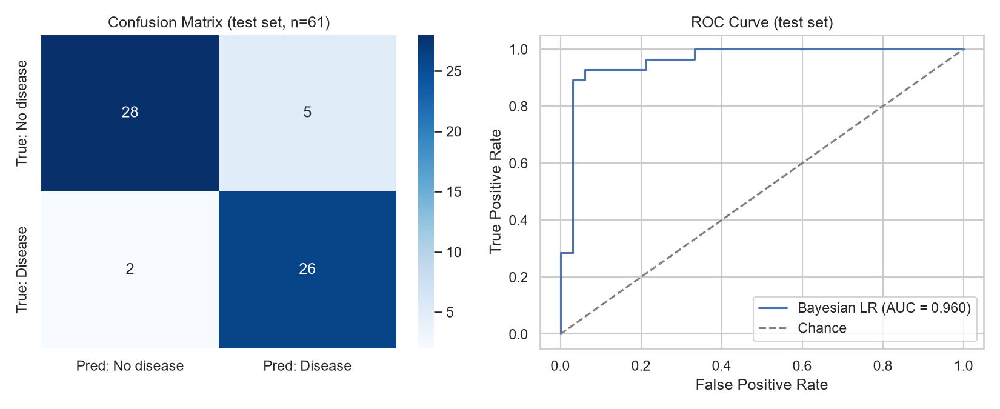 Confusion Matrix (test set, n=61)
True: No disease
True: Disease
28
5
2
26
Pred: No disease
Pred: Disease
25
20
15
10
5
ROC Curve (test set)
True Positive Rate
1.0
0.8
0.6
0.4
0.2
0.0
0.0
0.2
0.4
0.6
0.8
1.0
False Positive Rate
Bayesian LR (AUC = 0.960)
Chance